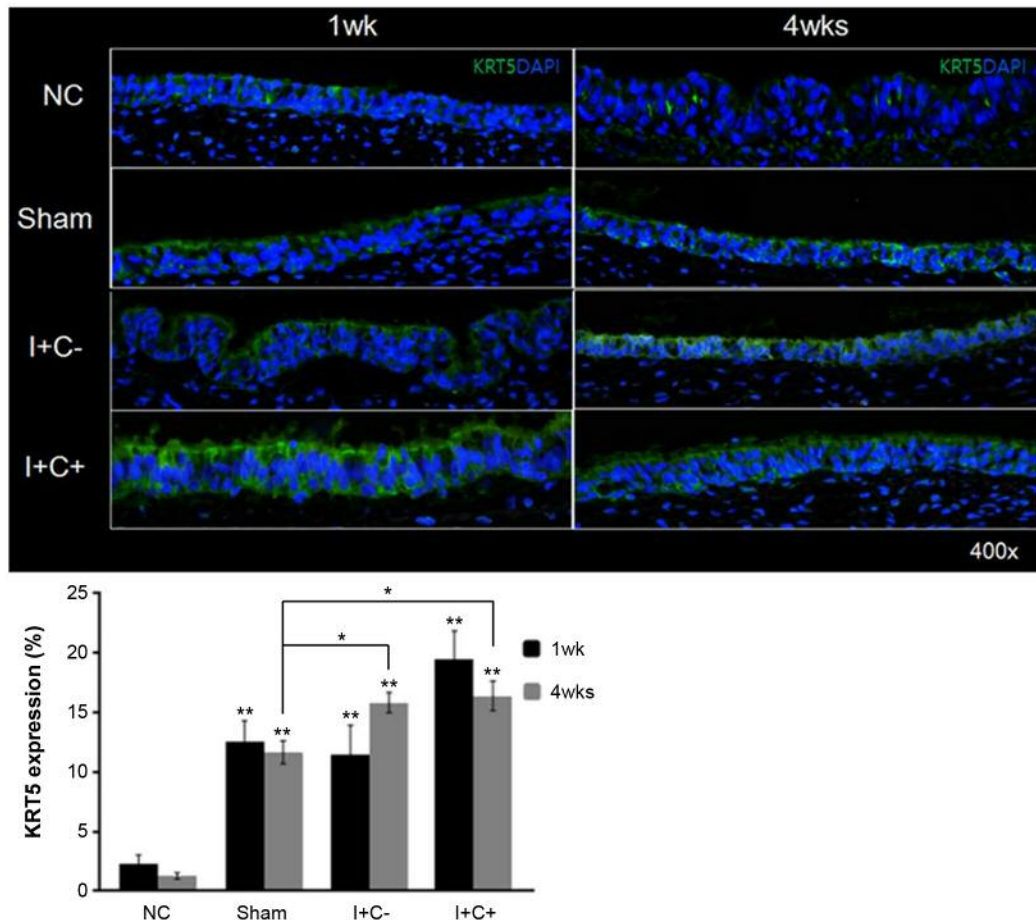 1wk 4wks
NC KRT5DAPI KRT5DAPI
Sham
I+C-
I+C+
400x
25
20
15
10
5
0
KRT5 expression (%)
* *
** ** ** ** ** **
1wk
4wks
NC Sham I+C- I+C+